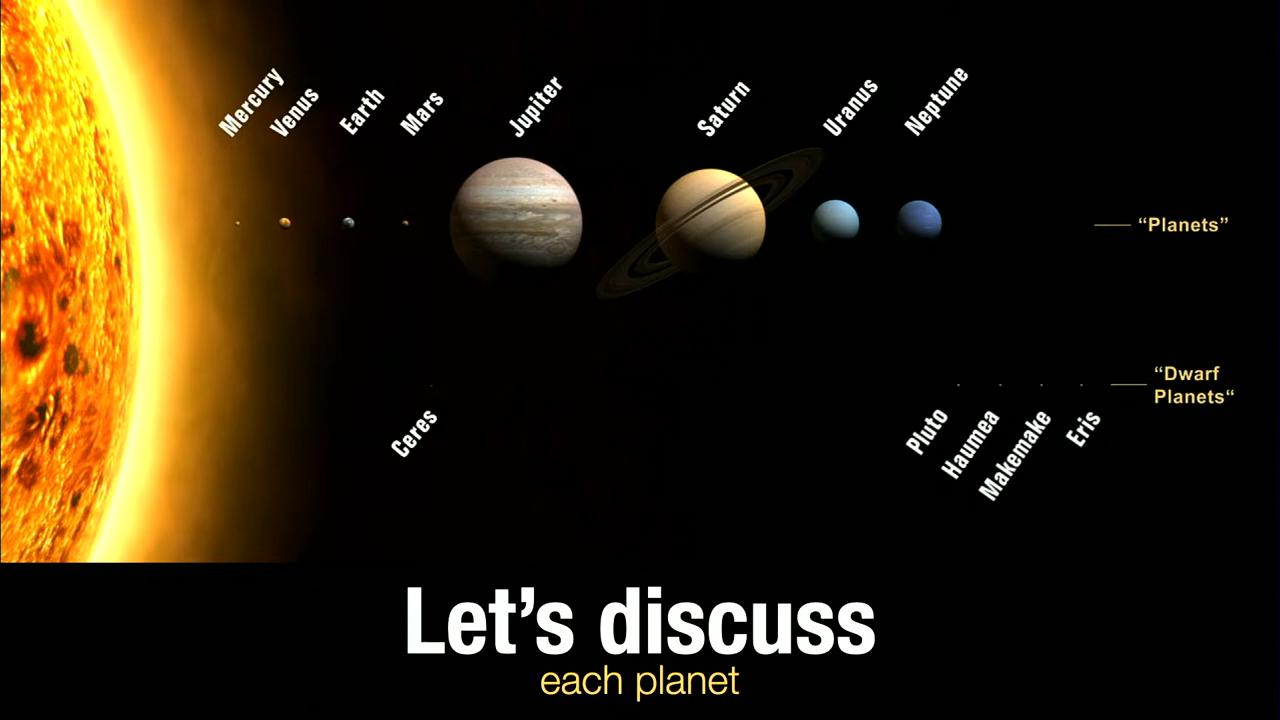 Mercury
Venus
Earth
Mars
Jupiter
Saturn
Uranus
Neptune
“Planets”
Ceres
Pluto
Haumea
Makemake
Eris
“Dwarf
Planets“
Let’s discuss
each planet